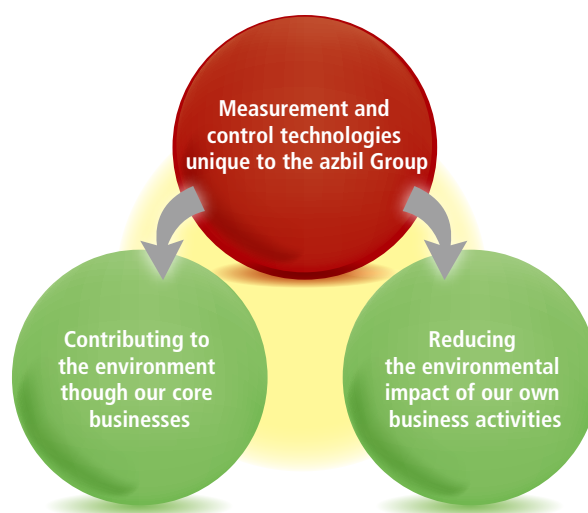 Measurement and
control technologies
unique to the azbil Group
Contributing to
the environment
though our core
businesses
Reducing
the environmental
impact of our own
business activities